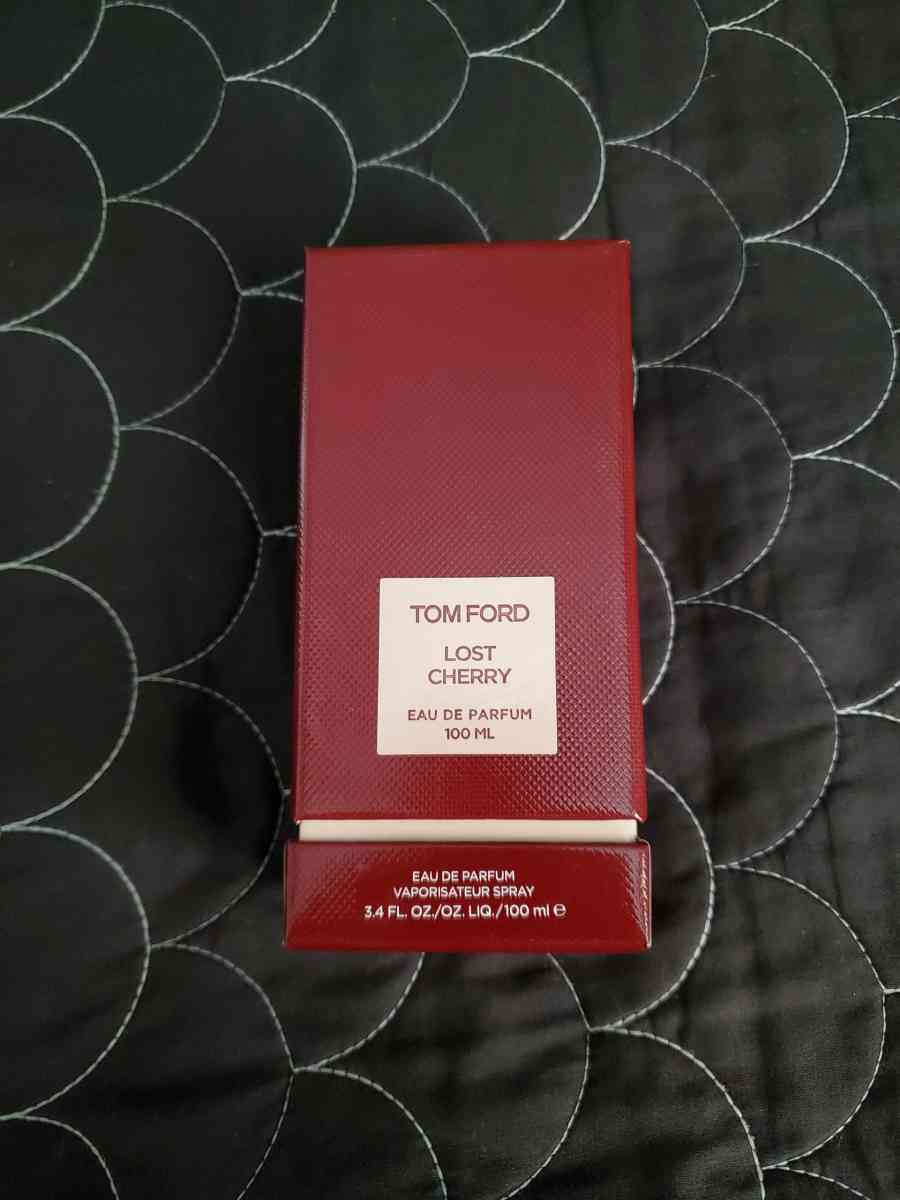 TOM FORD
LOST
CHERRY
EAU DE PARFUM
100 ML
EAU DE PARFUM
VAPORISATEUR SPRAY
3.4 FL. OZ./OZ. LIQ./100 ml ℮